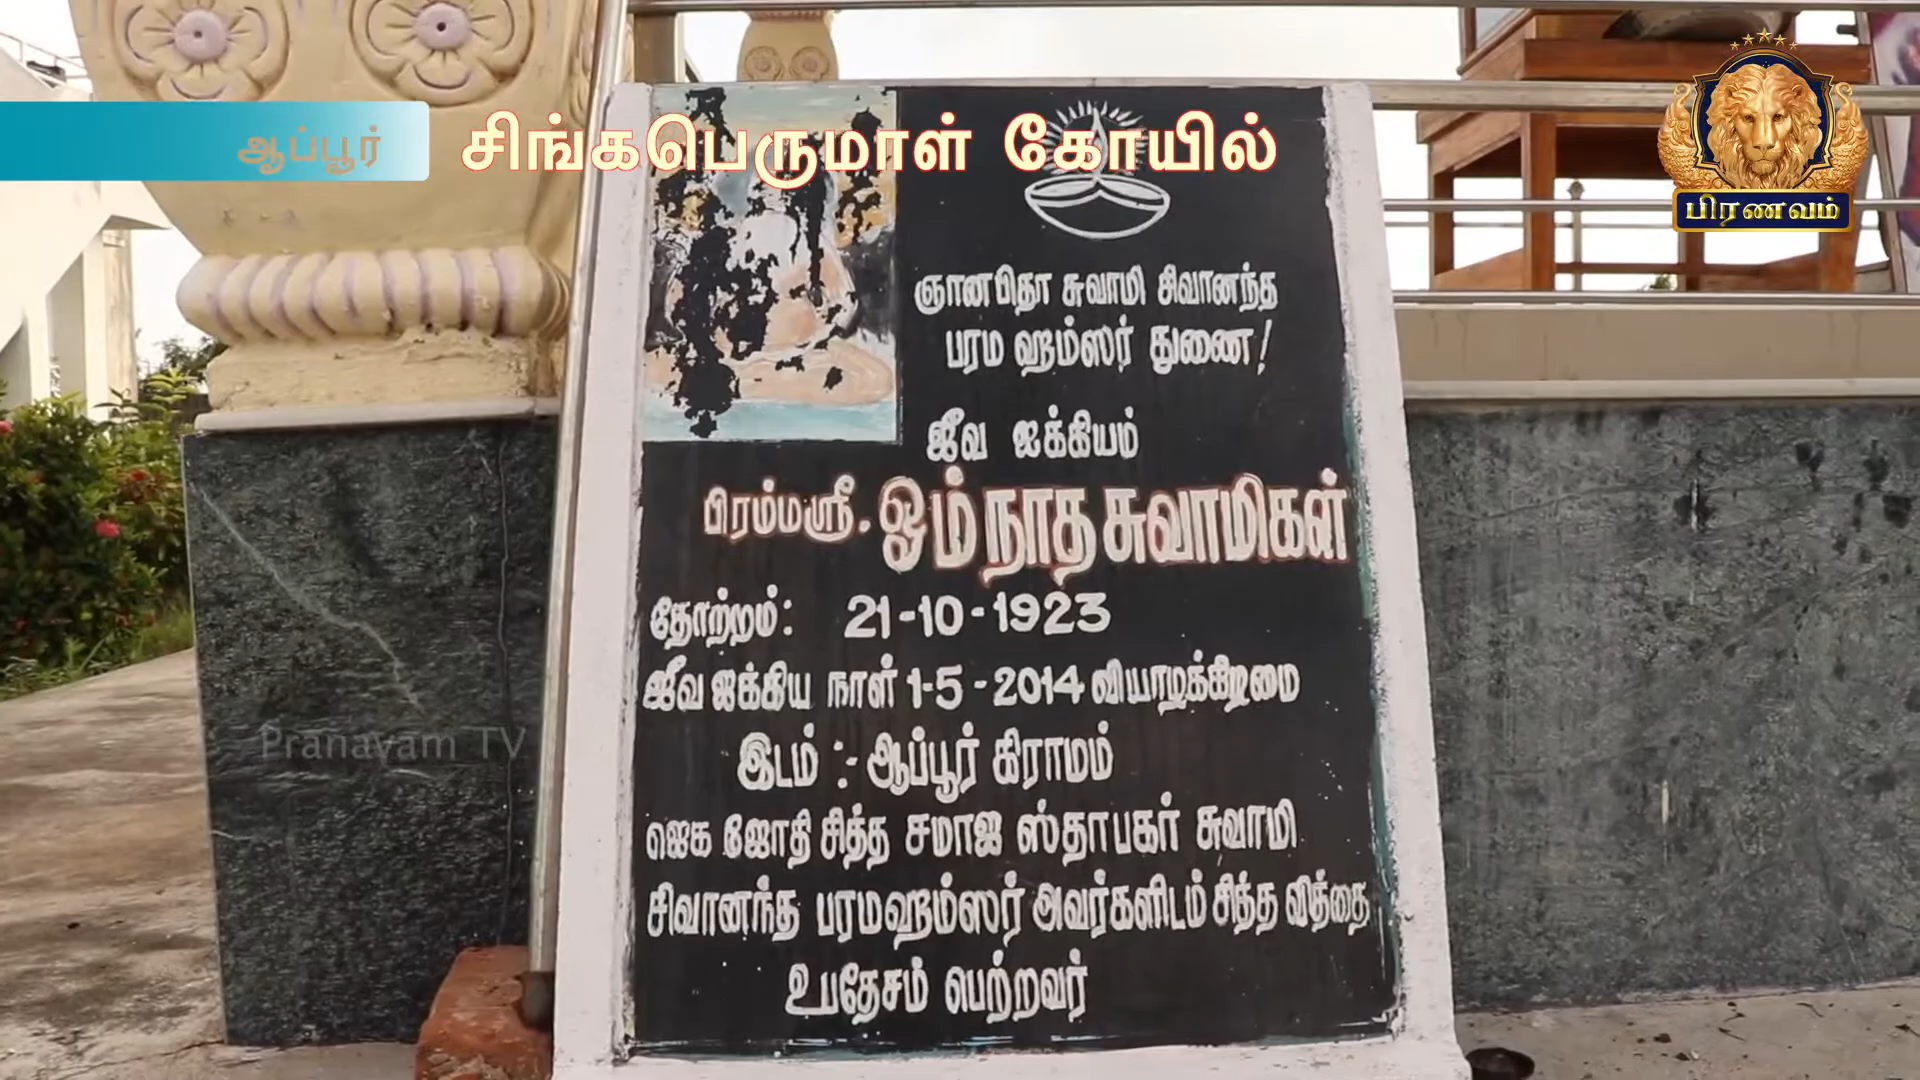 ஆப்பூர் சிங்கபெருமாள் கோயில்
பிரணவம்
ஞானபிதா சுவாமி சிவானந்த
பரம ஹம்ஸர் துணை!
ஜீவ ஐக்கியம்
பிரம்மஸ்ரீ. ஓம் நாத சுவாமிகள்
தோற்றம்: 21-10-1923
ஜீவ ஐக்கிய நாள் 1-5-2014 வியாழக்கிழமை
இடம் :- ஆப்பூர் கிராமம்
ஜெக ஜோதி சித்த சமாஜ ஸ்தாபகர் சுவாமி
சிவானந்த பரமஹம்ஸர் அவர்களிடம் சித்த வித்தை
உபதேசம் பெற்றவர்
Pranavam TV